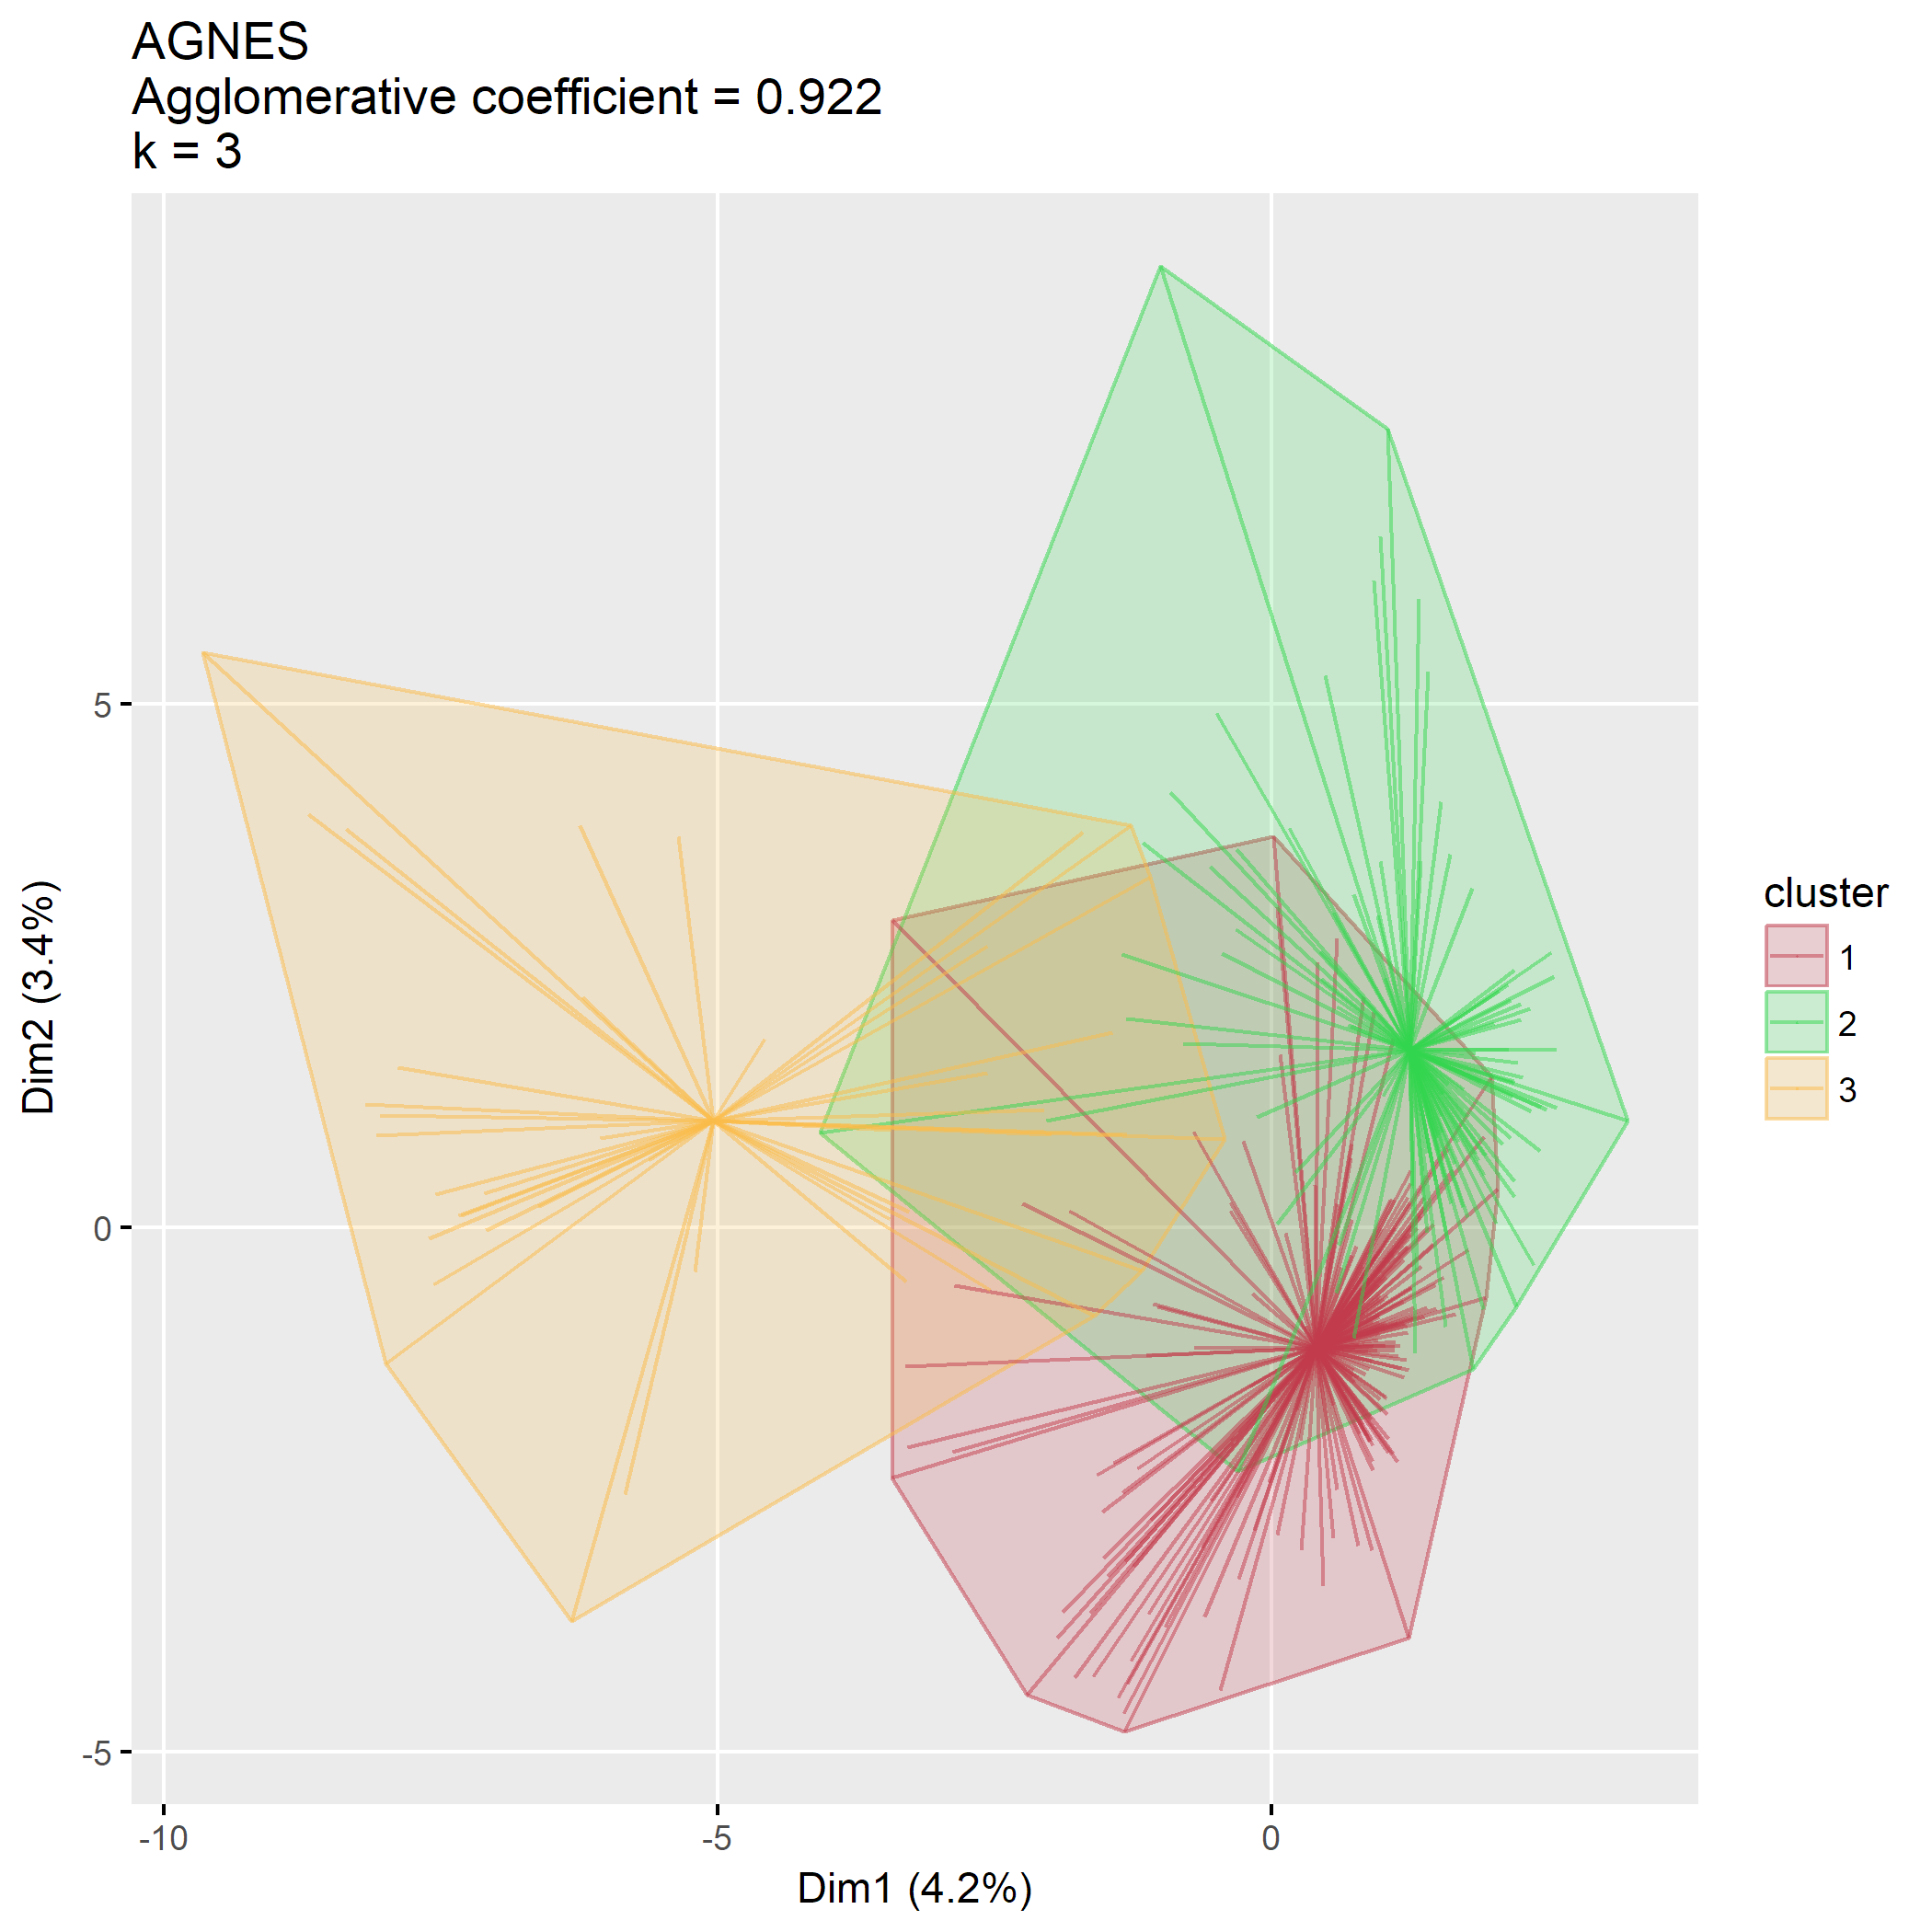 AGNES
Agglomerative coefficient = 0.922
k = 3
Dim2 (3.4%)
5
0
-5
-10
-5
0
Dim1 (4.2%)
cluster
1
2
3